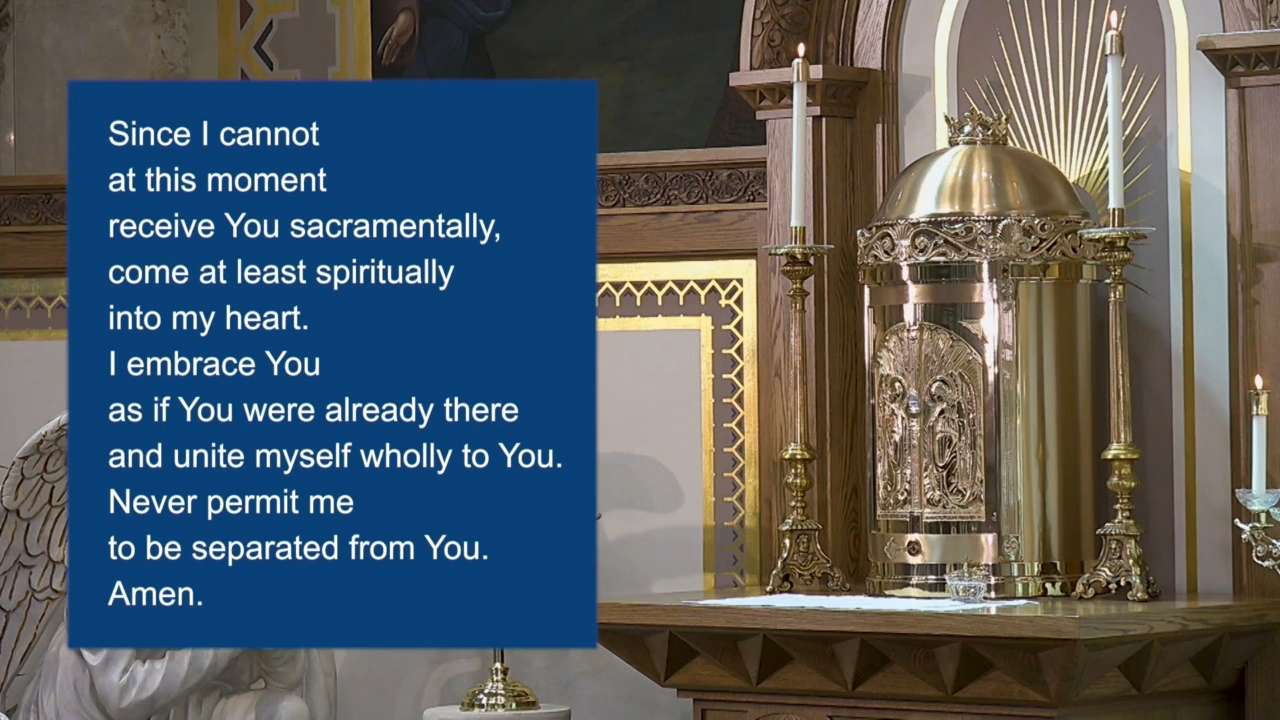 Since I cannot
at this moment
receive You sacramentally,
come at least spiritually
into my heart.
I embrace You
as if You were already there
and unite myself wholly to You.
Never permit me
to be separated from You.
Amen.